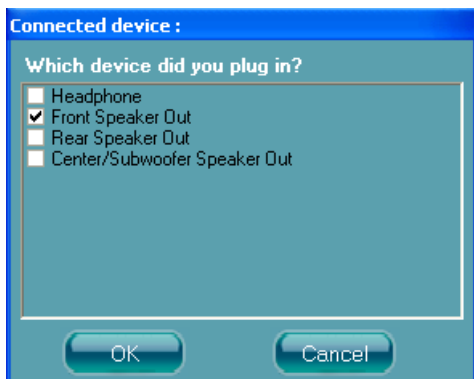 Connected device :
Which device did you plug in?
Headphone
Front Speaker Out
Rear Speaker Out
Center/Subwoofer Speaker Out
OK
Cancel